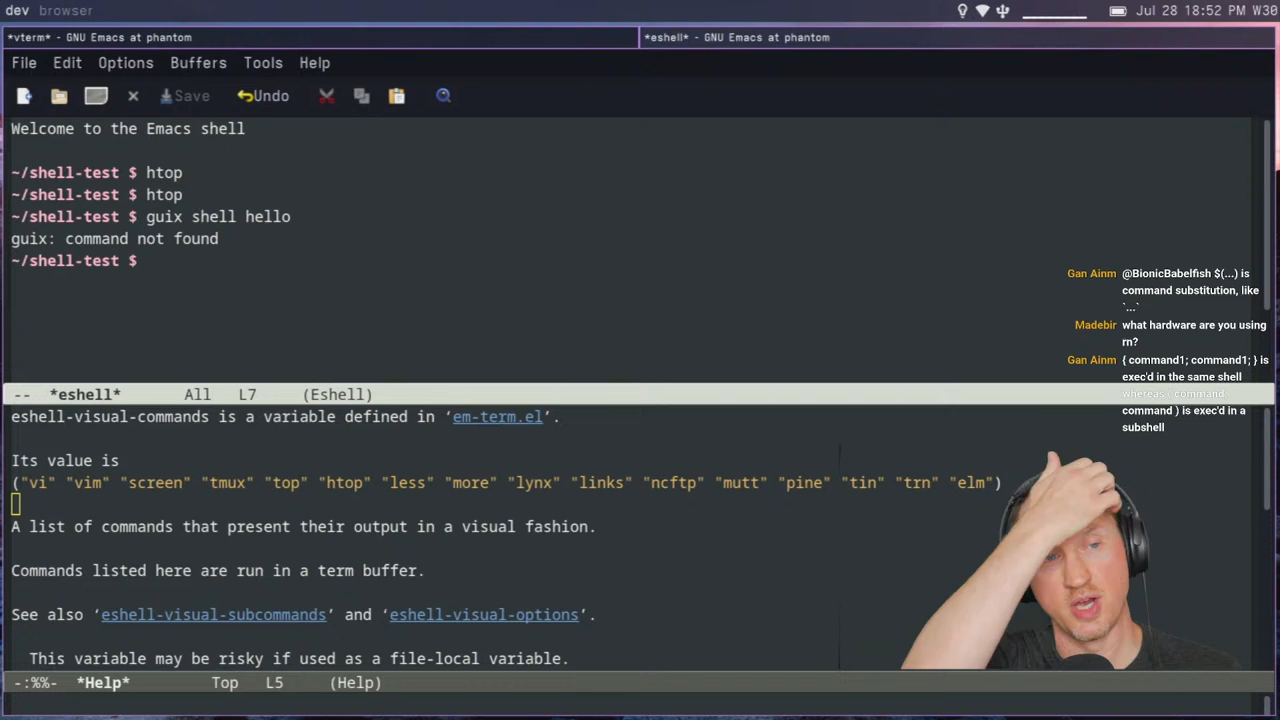 dev browser
Jul 28 18:52 W30
*vterm* - GNU Emacs at phantom
*eshell* - GNU Emacs at phantom
File Edit Options Buffers Tools Help
Save Undo
Welcome to the Emacs shell
~/shell-test $ htop
~/shell-test $ htop
~/shell-test $ guix shell hello
guix: command not found
~/shell-test $
Gan Ainm @BionicBabelfish $(...) is
command substitution, like
`...`
Madebir what hardware are you using
rn?
Gan Ainm { command1; command1; } is
exec'd in the same shell
whereas ( command,
command ) is exec'd in a
subshell
-- *eshell* All L7 (Eshell)
eshell-visual-commands is a variable defined in ‘em-term.el’.
Its value is
("vi" "vim" "screen" "tmux" "top" "htop" "less" "more" "lynx" "links" "ncftp" "mutt" "pine" "tin" "trn" "elm")
A list of commands that present their output in a visual fashion.
Commands listed here are run in a term buffer.
See also ‘eshell-visual-subcommands’ and ‘eshell-visual-options’.
This variable may be risky if used as a file-local variable.
-:%%- *Help* Top L5 (Help)